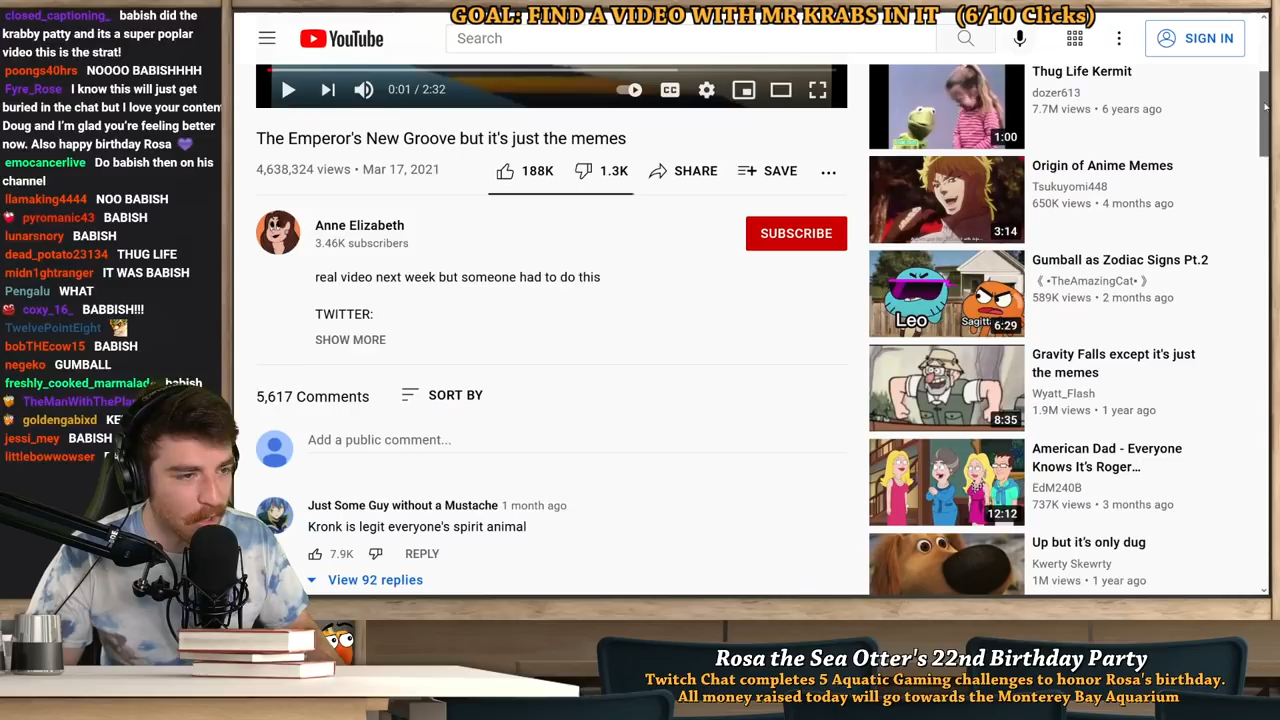 GOAL: FIND A VIDEO WITH MR KRABS IN IT (6/10 Clicks)
closed_captioning_ babish did the
krabby patty and its a super poplar
video this is the strat!
poongs40hrs NOOOO BABISHHHH
Fyre_Rose I know this will just get
buried in the chat but I love your content
Doug and I'm glad you're feeling better
now. Also happy birthday Rosa
emocancerlive Do babish then on his
channel
llamaking4444 NOO BABISH
pyromanic43 BABISH
lunarsnory BABISH
dead_potato23134 THUG LIFE
midn1ghtranger IT WAS BABISH
Pengalu WHAT
coxy_16_ BABBISH!!!
TwelvePointEight
bobTHEcow15 BABISH
negeko GUMBALL
freshly_cooked_marmalad babish
TheManWithThePla
goldengabixd KE
jessi_mey BABISH
littlebowwowser
YouTube
Search
SIGN IN
0:01 / 2:32
CC
The Emperor's New Groove but it's just the memes
4,638,324 views • Mar 17, 2021
188K
1.3K
SHARE
SAVE
Anne Elizabeth
3.46K subscribers
SUBSCRIBE
real video next week but someone had to do this
TWITTER:
SHOW MORE
5,617 Comments
SORT BY
Add a public comment...
Just Some Guy without a Mustache 1 month ago
Kronk is legit everyone's spirit animal
7.9K
REPLY
View 92 replies
Thug Life Kermit
dozer613
7.7M views • 6 years ago
1:00
Origin of Anime Memes
Tsukuyomi448
650K views • 4 months ago
3:14
Gumball as Zodiac Signs Pt.2
《 •TheAmazingCat• 》
589K views • 2 months ago
Leo
Sagitt
6:29
Gravity Falls except it's just
the memes
Wyatt_Flash
1.9M views • 1 year ago
8:35
American Dad - Everyone
Knows It's Roger…
EdM240B
737K views • 3 months ago
12:12
Up but it's only dug
Kwerty Skewrty
1M views • 1 year ago
Rosa the Sea Otter's 22nd Birthday Party
Twitch Chat completes 5 Aquatic Gaming challenges to honor Rosa's birthday.
All money raised today will go towards the Monterey Bay Aquarium